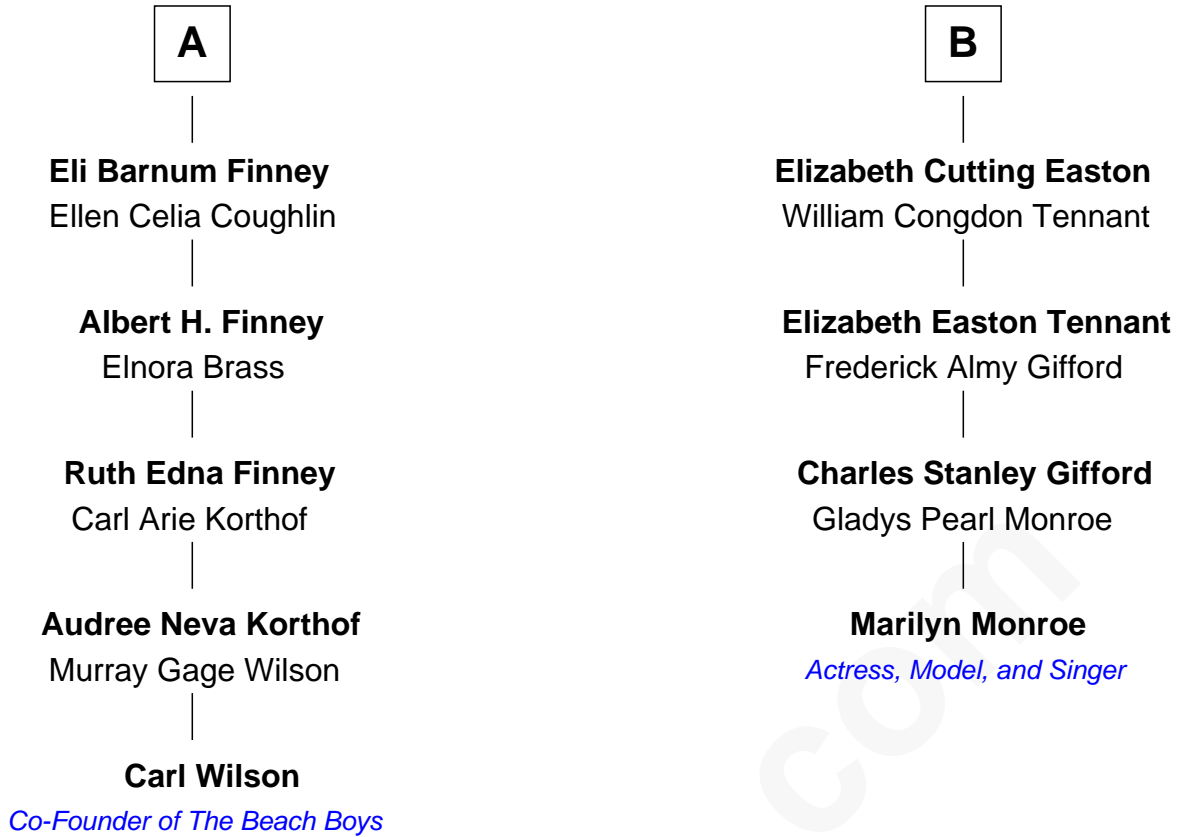 A
Eli Barnum Finney
Ellen Celia Coughlin
Albert H. Finney
Elnora Brass
Ruth Edna Finney
Carl Arie Korthof
Audree Neva Korthof
Murray Gage Wilson
Carl Wilson
Co-Founder of The Beach Boys
B
Elizabeth Cutting Easton
William Congdon Tennant
Elizabeth Easton Tennant
Frederick Almy Gifford
Charles Stanley Gifford
Gladys Pearl Monroe
Marilyn Monroe
Actress, Model, and Singer
com